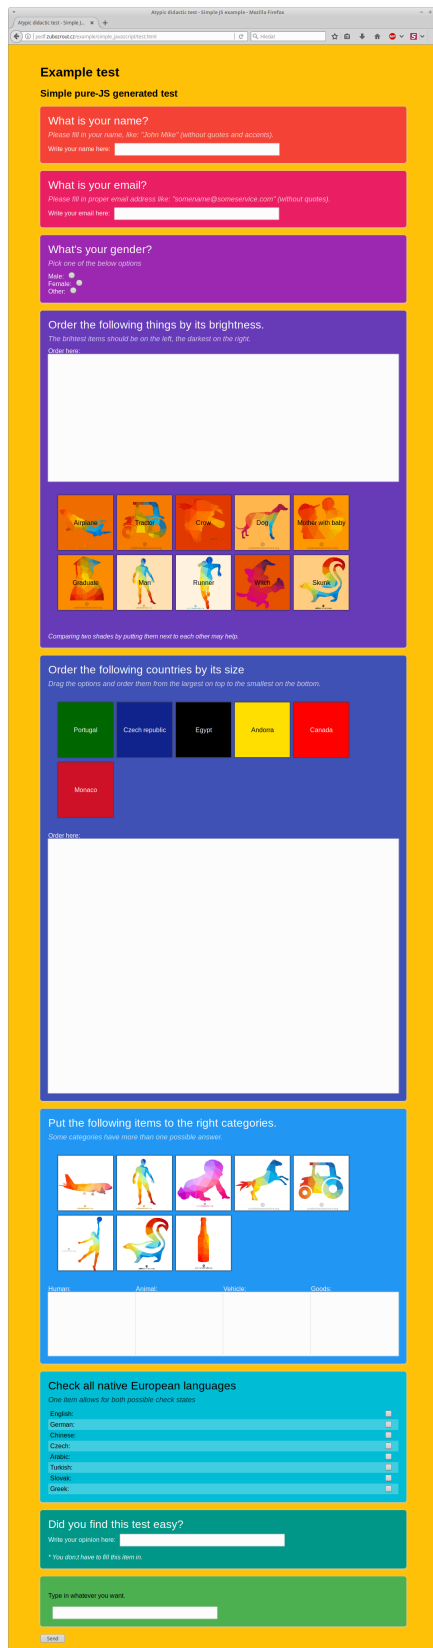 Atypic didactic test - Simple JS example - Mozilla Firefox
Atypic didactic test - Simple J...
Hledat
Example test
Simple pure-JS generated test
What is your name?
Please fill in your name, like: "John Mike" (without quotes and accents).
Write your name here:
What is your email?
Please fill in proper email address like: "somename@someservice.com" (without quotes).
Write your email here:
What's your gender?
Pick one of the below options
Male:
Female:
Other:
Order the following things by its brightness.
The brihtest items should be on the left, the darkest on the right.
Order here:
Airplane Tractor Crow Dog Mother with baby
Graduate Man Runner Witch Skunk
Comparing two shades by putting them next to each other may help.
Order the following countries by its size
Drag the options and order them from the largest on top to the smallest on the bottom.
Portugal Czech republic Egypt Andorra Canada
Monaco
Order here:
Put the following items to the right categories.
Some categories have more than one possible answer.
Human: Animal: Vehicle: Goods:
Check all native European languages
One item allows for both possible check states
English:
German:
Chinese:
Czech:
Arabic:
Turkish:
Slovak:
Greek:
Did you find this test easy?
Write your opinion here:
* You don't have to fill this item in.
Type in whatever you want.
Send